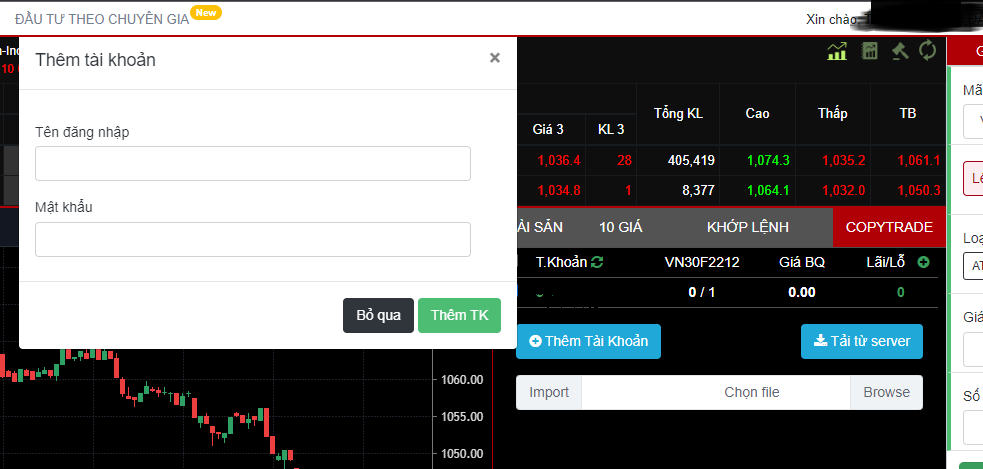 ĐẦU TƯ THEO CHUYÊN GIA New
Xin chào,
Thêm tài khoản ×
10
Tên đăng nhập
Mật khẩu
Bỏ qua Thêm TK
Giá 3 KL 3 Tổng KL Cao Thấp TB
1,036.4 28 405,419 1,074.3 1,035.2 1,061.1
1,034.8 1 8,377 1,064.1 1,032.0 1,050.3
ÀI SẢN 10 GIÁ KHỚP LỆNH COPYTRADE
T.Khoản VN30F2212 Giá BQ Lãi/Lỗ
0 / 1 0.00 0
Thêm Tài Khoản Tải từ server
Import Chọn file Browse
1060.00
1055.00
1050.00
G
Mã
V
Lệ
Loạ
AT
Giá
Số